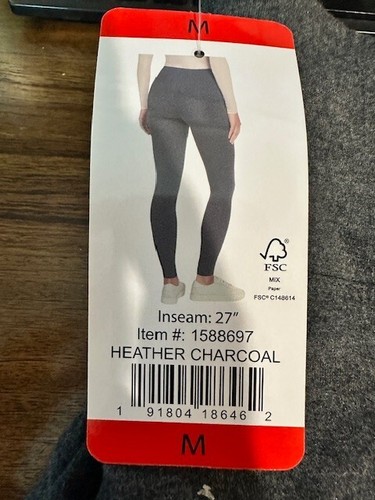 M
FSC®
MIX
Paper
FSC® C148614
Inseam: 27"
Item #: 1588697
HEATHER CHARCOAL
1 91804 18646 2
M